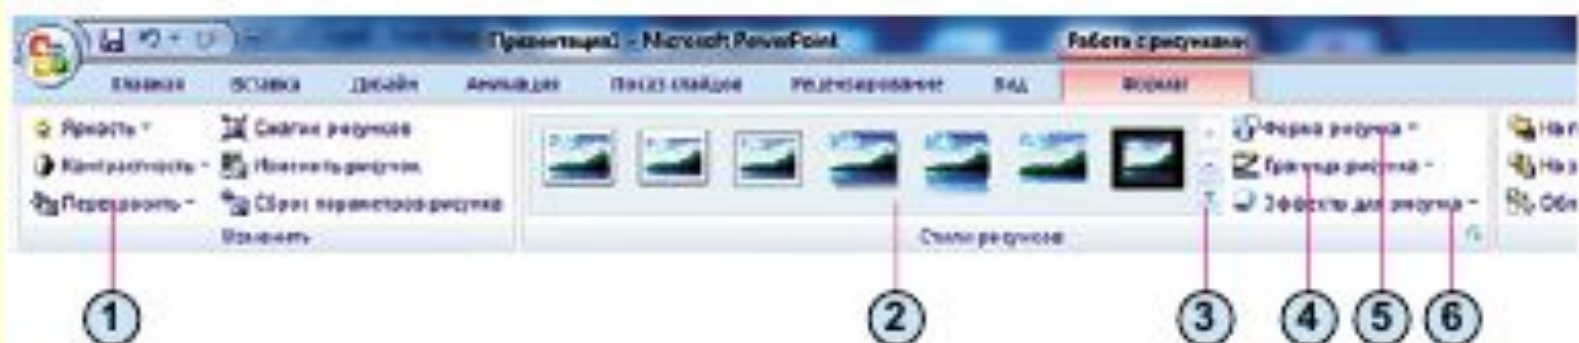 Презентация1 - Microsoft PowerPoint
Работа с рисунками
Главная Вставка Дизайн Анимация Показ слайдов Рецензирование Вид Формат
Яркость
Контрастность
Перекрасить
Сжатие рисунков
Изменить рисунок
Сброс параметров рисунка
Изменить
Стили рисунков
Форма рисунка
Граница рисунка
Эффекты для рисунка
1 2 3 4 5 6